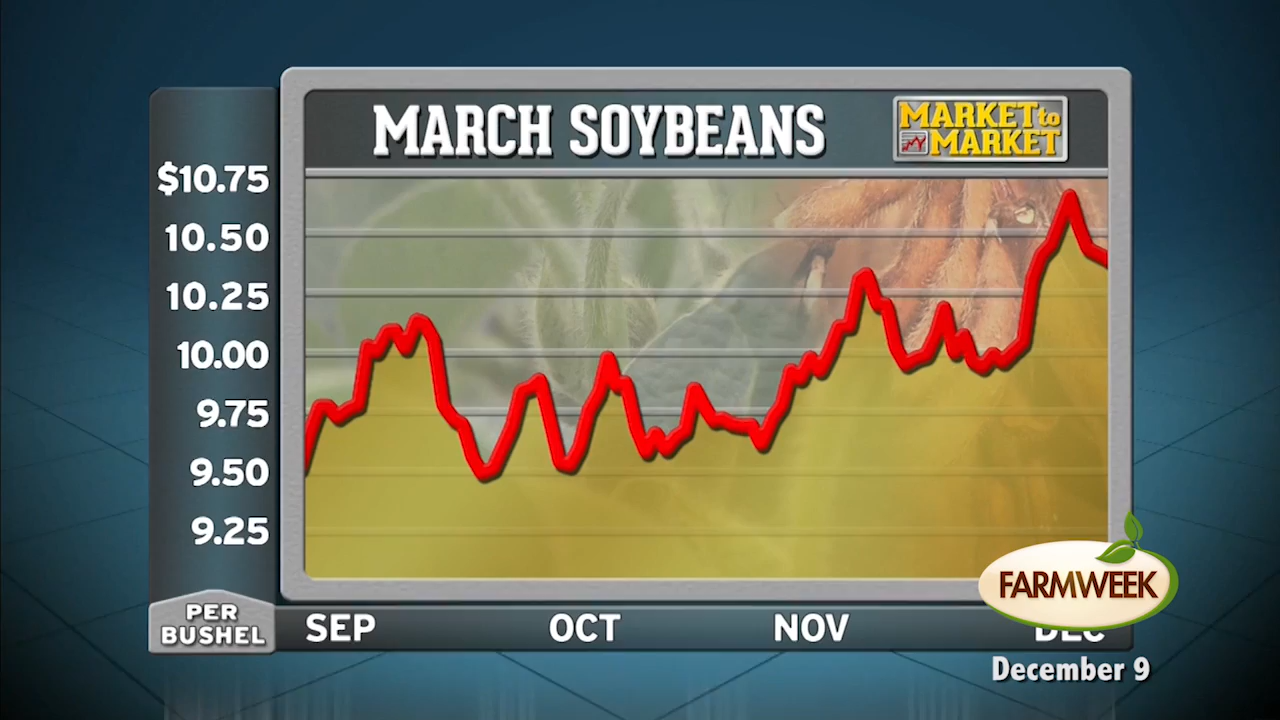 MARCH SOYBEANS
MARKET to
MARKET
$10.75
10.50
10.25
10.00
9.75
9.50
9.25
PER
BUSHEL
SEP OCT NOV DEC
FARMWEEK
December 9